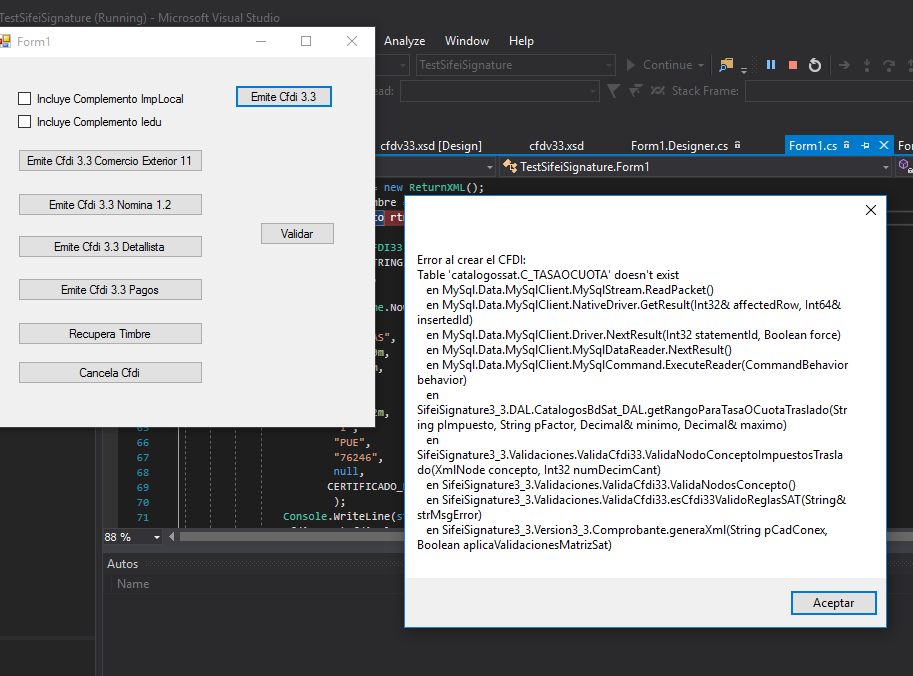 TestSifeiSignature (Running) - Microsoft Visual Studio
Form1
Analyze Window Help
TestSifeiSignature
Continue
ead:
Stack Frame:
Incluye Complemento ImpLocal
Emite Cfdi 3.3
Incluye Complemento Iedu
cfdv33.xsd [Design]
cfdv33.xsd
Form1.Designer.cs
Form1.cs
Emite Cfdi 3.3 Comercio Exterior 11
TestSifeiSignature.Form1
= new ReturnXML();
Emite Cfdi 3.3 Nomina 1.2
Validar
Emite Cfdi 3.3 Detallista
Emite Cfdi 3.3 Pagos
Recupera Timbre
Cancela Cfdi
Error al crear el CFDI:
Table 'catalogossat.C_TASAOCUOTA' doesn't exist
en MySql.Data.MySqlClient.MySqlStream.ReadPacket()
en MySql.Data.MySqlClient.NativeDriver.GetResult(Int32& affectedRow, Int64&
insertedId)
en MySql.Data.MySqlClient.Driver.NextResult(Int32 statementId, Boolean force)
en MySql.Data.MySqlClient.MySqlDataReader.NextResult()
en MySql.Data.MySqlClient.MySqlCommand.ExecuteReader(CommandBehavior
behavior)
en
SifeiSignature3_3.DAL.CatalogosBdSat_DAL.getRangoParaTasaOCuotaTraslado(Str
ing pImpuesto, String pFactor, Decimal& minimo, Decimal& maximo)
en
SifeiSignature3_3.Validaciones.ValidaCfdi33.ValidaNodoConceptoImpuestosTrasla
do(XmlNode concepto, Int32 numDecimCant)
en SifeiSignature3_3.Validaciones.ValidaCfdi33.ValidaNodosConcepto()
en SifeiSignature3_3.Validaciones.ValidaCfdi33.esCfdi33ValidoReglasSAT(String&
strMsgError)
en SifeiSignature3_3.Version3_3.Comprobante.generaXml(String pCadConex,
Boolean aplicaValidacionesMatrizSat)
Aceptar
66 "PUE",
67 "76246",
68 null,
69 CERTIFICADO_
70 );
71 Console.WriteLine(s
88 %
Autos
Name